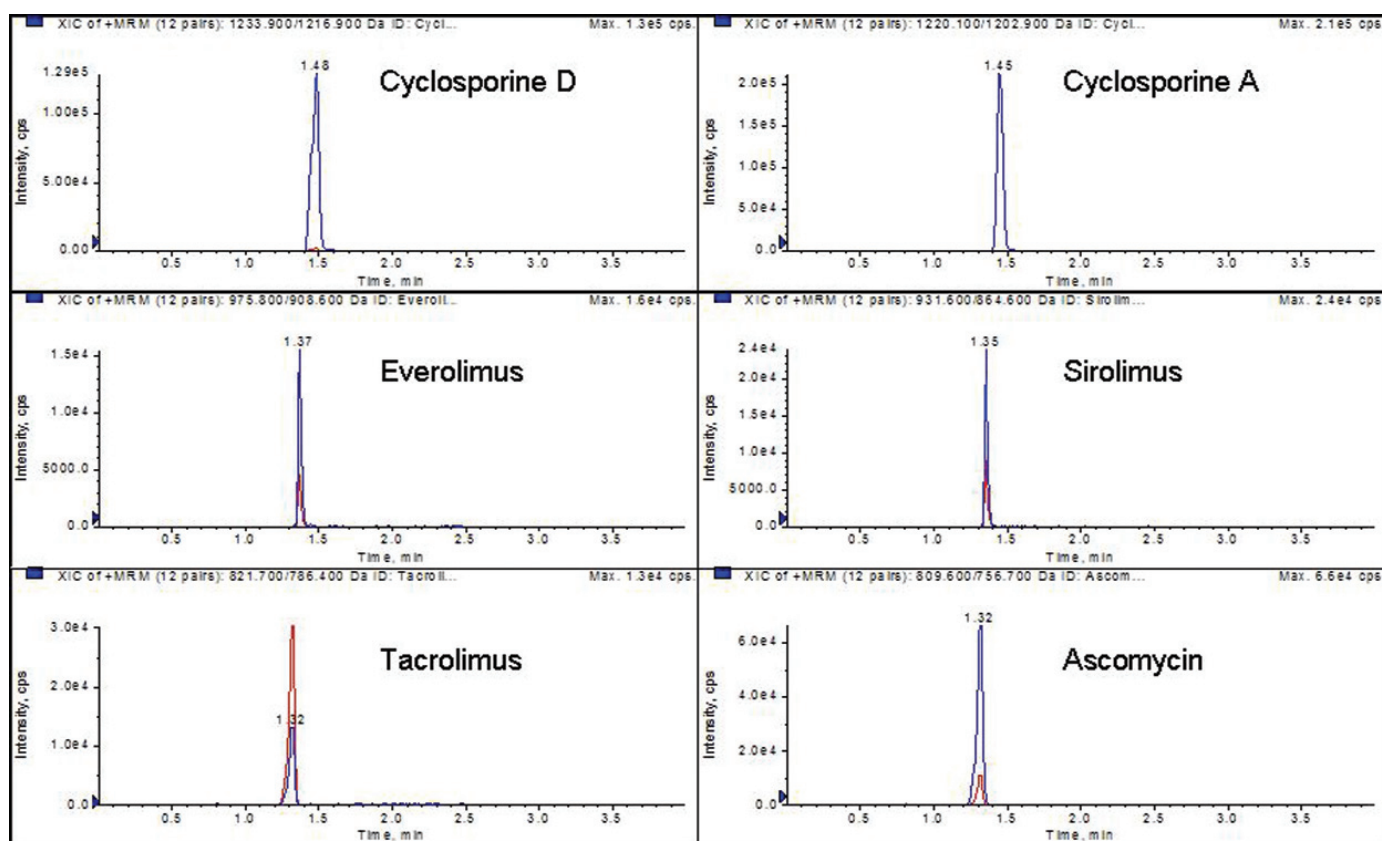 XIC of +MRM (12 pairs): 1233.900/1216.900 Da ID: Cycl... Max. 1.3e5 cps.
1.29e5
1.00e5
5.00e4
0.00
Intensity, cps
1.48
Cyclosporine D
0.5 1.0 1.5 2.0 2.5 3.0 3.5
Time, min
XIC of +MRM (12 pairs): 1220.100/1202.900 Da ID: Cycl... Max. 2.1e5 cps.
2.0e5
1.5e5
1.0e5
5.0e4
0.0
Intensity, cps
1.45
Cyclosporine A
0.5 1.0 1.5 2.0 2.5 3.0 3.5
Time, min
XIC of +MRM (12 pairs): 975.800/908.600 Da ID: Everoli... Max. 1.6e4 cps.
1.5e4
1.0e4
5000.0
0.0
Intensity, cps
1.37
Everolimus
0.5 1.0 1.5 2.0 2.5 3.0 3.5
Time, min
XIC of +MRM (12 pairs): 931.600/864.600 Da ID: Sirolim... Max. 2.4e4 cps.
2.4e4
2.0e4
1.5e4
1.0e4
5000.0
0.0
Intensity, cps
1.35
Sirolimus
0.5 1.0 1.5 2.0 2.5 3.0 3.5
Time, min
XIC of +MRM (12 pairs): 821.700/786.400 Da ID: Tacroli... Max. 1.3e4 cps.
3.0e4
2.0e4
1.0e4
0.0
Intensity, cps
1.32
Tacrolimus
0.5 1.0 1.5 2.0 2.5 3.0 3.5
Time, min
XIC of +MRM (12 pairs): 809.600/756.700 Da ID: Ascom... Max. 6.6e4 cps.
6.0e4
4.0e4
2.0e4
0.0
Intensity, cps
1.32
Ascomycin
0.5 1.0 1.5 2.0 2.5 3.0 3.5
Time, min